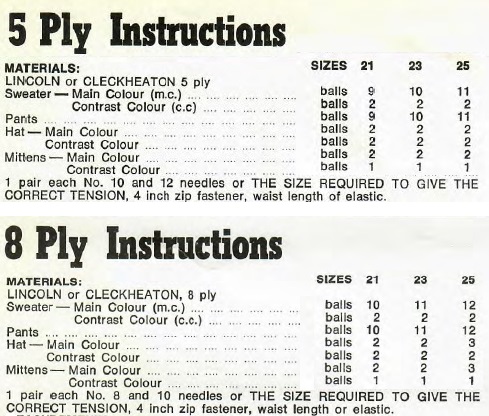 5 Ply Instructions
MATERIALS: SIZES 21 23 25
LINCOLN or CLECKHEATON 5 ply
Sweater — Main Colour (m.c.) .... .... .... .... .... balls 9 10 11
Contrast Colour (c.c) .... .... .... .... balls 2 2 2
Pants .... .... .... .... .... .... .... .... .... balls 9 10 11
Hat — Main Colour .... .... .... .... .... .... balls 2 2 2
Contrast Colour .... .... .... .... .... balls 2 2 2
Mittens — Main Colour .... .... .... .... .... balls 2 2 2
Contrast Colour .... .... .... .... balls 1 1 1
1 pair each No. 10 and 12 needles or THE SIZE REQUIRED TO GIVE THE
CORRECT TENSION, 4 inch zip fastener, waist length of elastic.
8 Ply Instructions
MATERIALS: SIZES 21 23 25
LINCOLN or CLECKHEATON, 8 ply
Sweater — Main Colour (m.c.) .... .... .... .... balls 10 11 12
Contrast Colour (c.c.) .... .... .... .... balls 2 2 2
Pants .... .... .... .... .... .... .... .... .... balls 10 11 12
Hat — Main Colour .... .... .... .... .... .... balls 2 2 3
Contrast Colour .... .... .... .... .... balls 2 2 2
Mittens — Main Colour .... .... .... .... .... balls 2 2 3
Contrast Colour .... .... .... .... balls 1 1 1
1 pair each No. 8 and 10 needles or THE SIZE REQUIRED TO GIVE THE
CORRECT TENSION, 4 inch zip fastener, waist length of elastic.